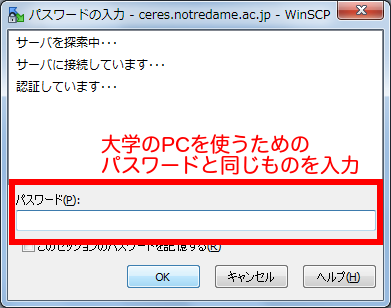 パスワードの入力 - ceres.notredame.ac.jp - WinSCP
サーバを探索中・・・
サーバに接続しています・・・
認証しています・・・
大学のPCを使うための
パスワードと同じものを入力
パスワード(P):
このセッションのパスワードを記憶する(R)
OK キャンセル ヘルプ(H)